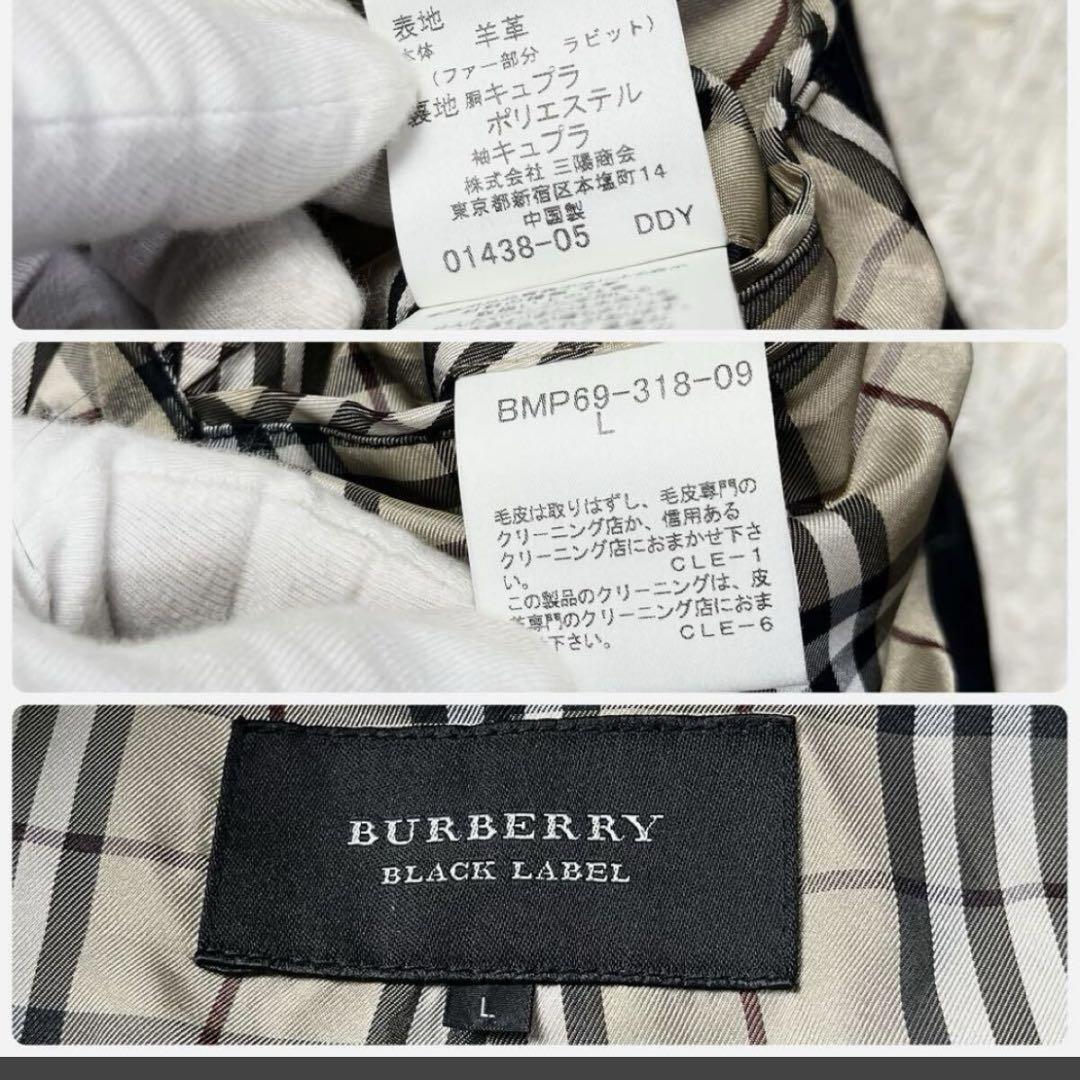 表地
本体 羊革
(ファー部分 ラビット)
裏地 胴キュプラ
ポリエステル
袖キュプラ
株式会社 三陽商会
東京都新宿区本塩町14
中国製
01438-05 DDY
BMP69-318-09
L
毛皮は取りはずし、毛皮専門の
クリーニング店か、信用ある
クリーニング店におまかせ下さ
い。 CLE-1
この製品のクリーニングは、皮
革専門のクリーニング店におま
下さい。 CLE-6
BURBERRY
BLACK LABEL
L